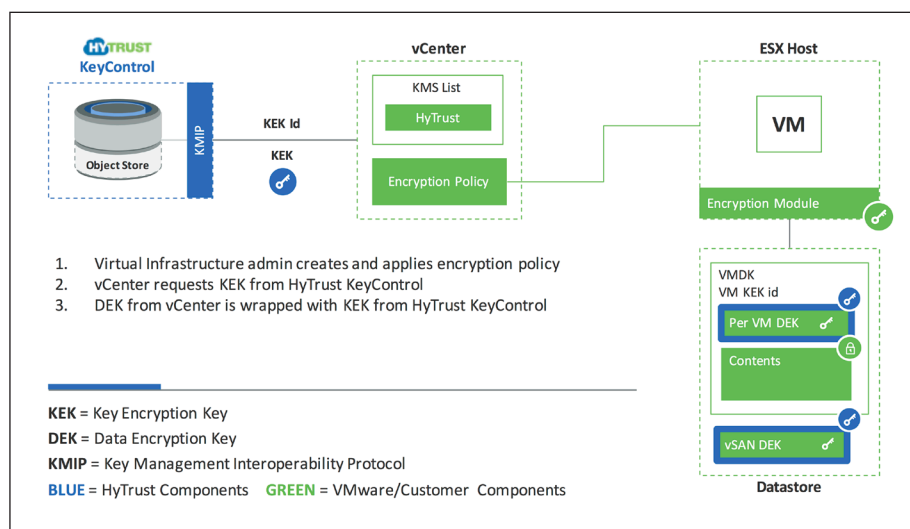 HYTRUST
KeyControl
Object Store
KMIP
KEK Id
KEK
vCenter
KMS List
HyTrust
Encryption Policy
ESX Host
VM
Encryption Module
VMDK
VM KEK id
Per VM DEK
Contents
vSAN DEK
Datastore
1. Virtual Infrastructure admin creates and applies encryption policy
2. vCenter requests KEK from HyTrust KeyControl
3. DEK from vCenter is wrapped with KEK from HyTrust KeyControl
KEK = Key Encryption Key
DEK = Data Encryption Key
KMIP = Key Management Interoperability Protocol
BLUE = HyTrust Components GREEN = VMware/Customer Components